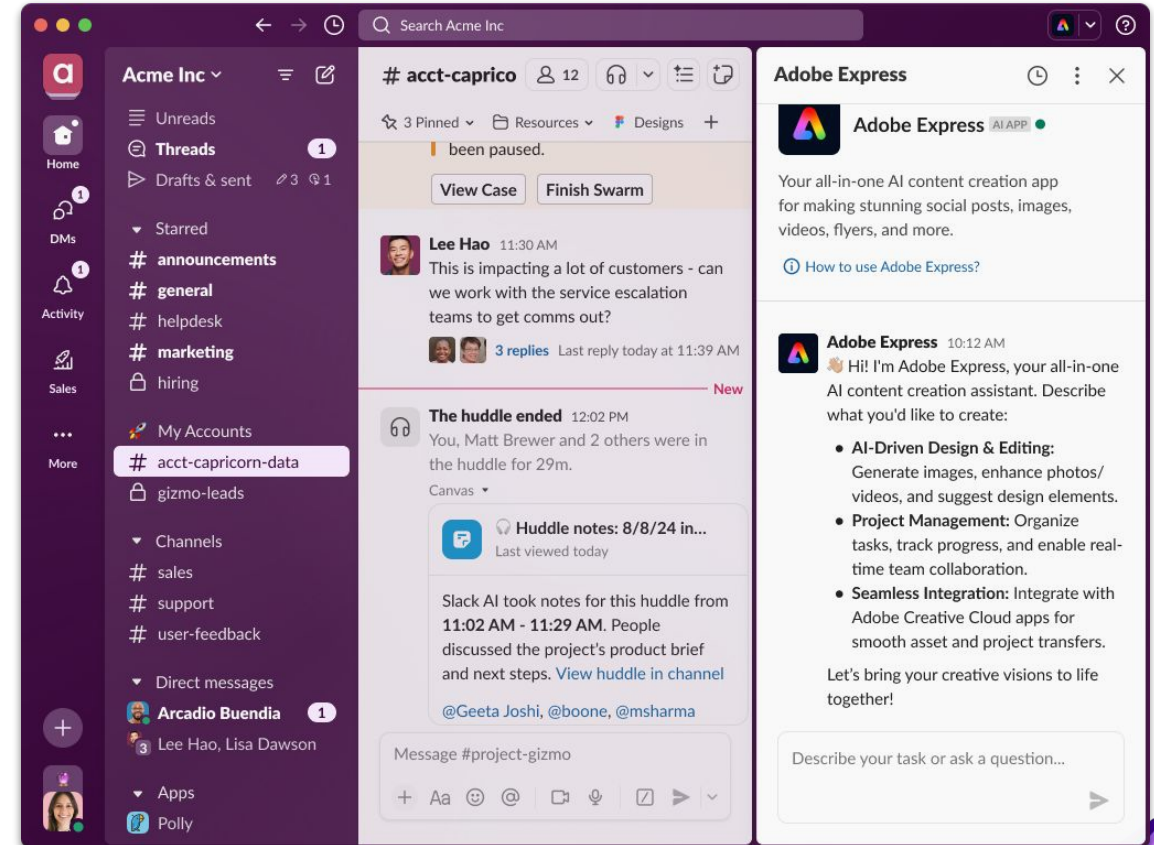 Search Acme Inc
a
Home
1
DMs
1
Activity
Sales
More
Acme Inc
Unreads
Threads 1
Drafts & sent 3 1
Starred
# announcements
# general
# helpdesk
# marketing
hiring
My Accounts
# acct-capricorn-data
gizmo-leads
Channels
# sales
# support
# user-feedback
Direct messages
Arcadio Buendia 1
3 Lee Hao, Lisa Dawson
Apps
Polly
# acct-caprico 12
3 Pinned Resources Designs +
been paused.
View Case Finish Swarm
Lee Hao 11:30 AM
This is impacting a lot of customers - can
we work with the service escalation
teams to get comms out?
3 replies Last reply today at 11:39 AM
New
The huddle ended 12:02 PM
You, Matt Brewer and 2 others were in
the huddle for 29m.
Canvas
Huddle notes: 8/8/24 in...
Last viewed today
Slack AI took notes for this huddle from
11:02 AM - 11:29 AM. People
discussed the project's product brief
and next steps. View huddle in channel
@Geeta Joshi, @boone, @msharma
Message #project-gizmo
+ Aa @
Adobe Express
Adobe Express AI APP
Your all-in-one AI content creation app
for making stunning social posts, images,
videos, flyers, and more.
How to use Adobe Express?
Adobe Express 10:12 AM
👋🏼 Hi! I'm Adobe Express, your all-in-one
AI content creation assistant. Describe
what you'd like to create:
• AI-Driven Design & Editing:
Generate images, enhance photos/
videos, and suggest design elements.
• Project Management: Organize
tasks, track progress, and enable real-
time team collaboration.
• Seamless Integration: Integrate with
Adobe Creative Cloud apps for
smooth asset and project transfers.
Let's bring your creative visions to life
together!
Describe your task or ask a question...